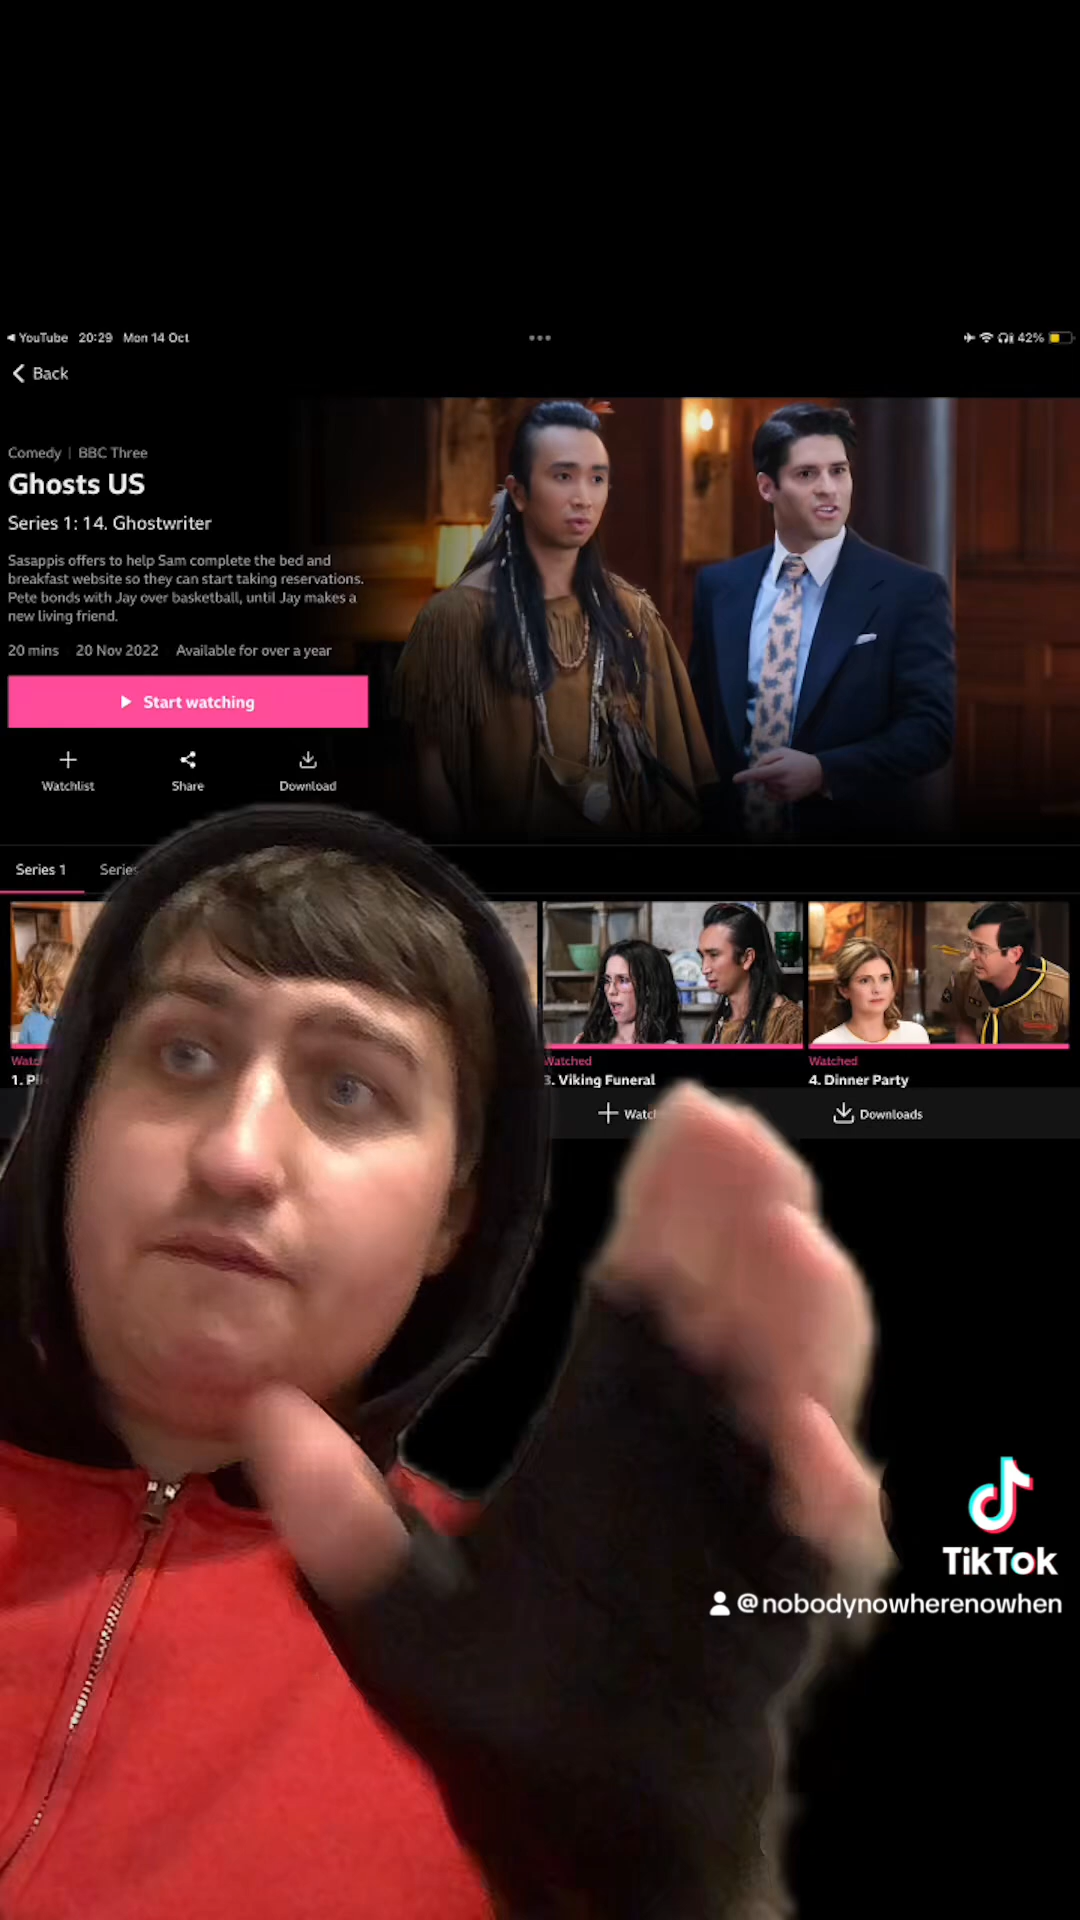 YouTube 20:29 Mon 14 Oct
42%
Back
Comedy | BBC Three
Ghosts US
Series 1: 14. Ghostwriter
Sasappis offers to help Sam complete the bed and
breakfast website so they can start taking reservations.
Pete bonds with Jay over basketball, until Jay makes a
new living friend.
20 mins 20 Nov 2022 Available for over a year
Start watching
Watchlist Share Download
Series 1
Watched Watched
3. Viking Funeral 4. Dinner Party
Downloads
TikTok
@nobodynowherenowhen